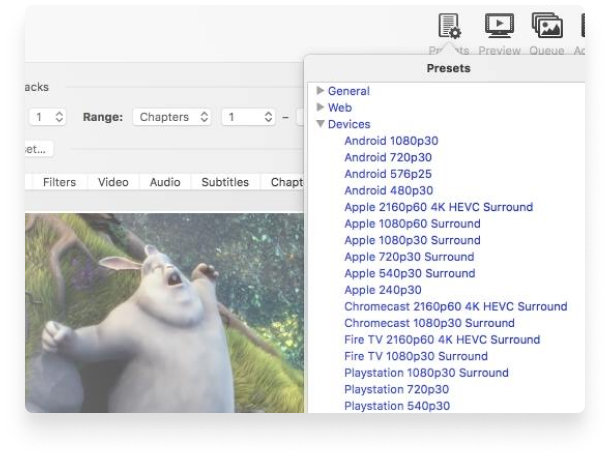 Presets Preview Queue
Presets
acks
1 Range: Chapters 1 –
et...
Filters Video Audio Subtitles Chapt
General
Web
Devices
Android 1080p30
Android 720p30
Android 576p25
Android 480p30
Apple 2160p60 4K HEVC Surround
Apple 1080p60 Surround
Apple 1080p30 Surround
Apple 720p30 Surround
Apple 540p30 Surround
Apple 240p30
Chromecast 2160p60 4K HEVC Surround
Chromecast 1080p30 Surround
Fire TV 2160p60 4K HEVC Surround
Fire TV 1080p30 Surround
Playstation 1080p30 Surround
Playstation 720p30
Playstation 540p30